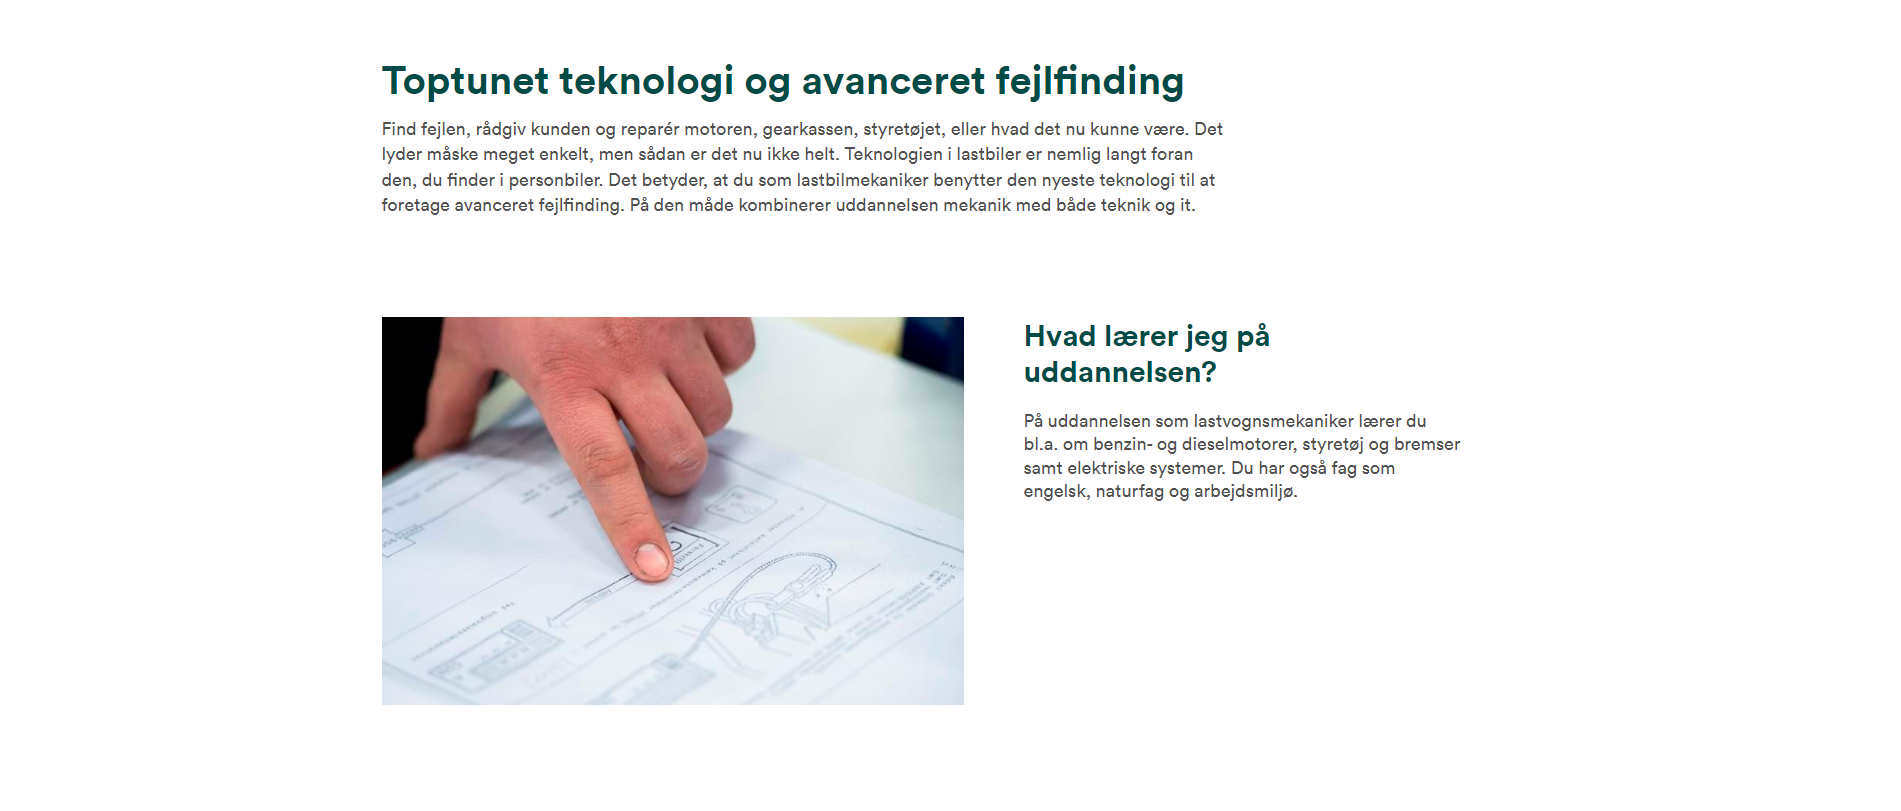 Toptunet teknologi og avanceret fejlfinding
Find fejlen, rådgiv kunden og reparér motoren, gearkassen, styretøjet, eller hvad det nu kunne være. Det
lyder måske meget enkelt, men sådan er det nu ikke helt. Teknologien i lastbiler er nemlig langt foran
den, du finder i personbiler. Det betyder, at du som lastbilmekaniker benytter den nyeste teknologi til at
foretage avanceret fejlfinding. På den måde kombinerer uddannelsen mekanik med både teknik og it.
Hvad lærer jeg på
uddannelsen?
På uddannelsen som lastvognsmekaniker lærer du
bl.a. om benzin- og dieselmotorer, styretøj og bremser
samt elektriske systemer. Du har også fag som
engelsk, naturfag og arbejdsmiljø.